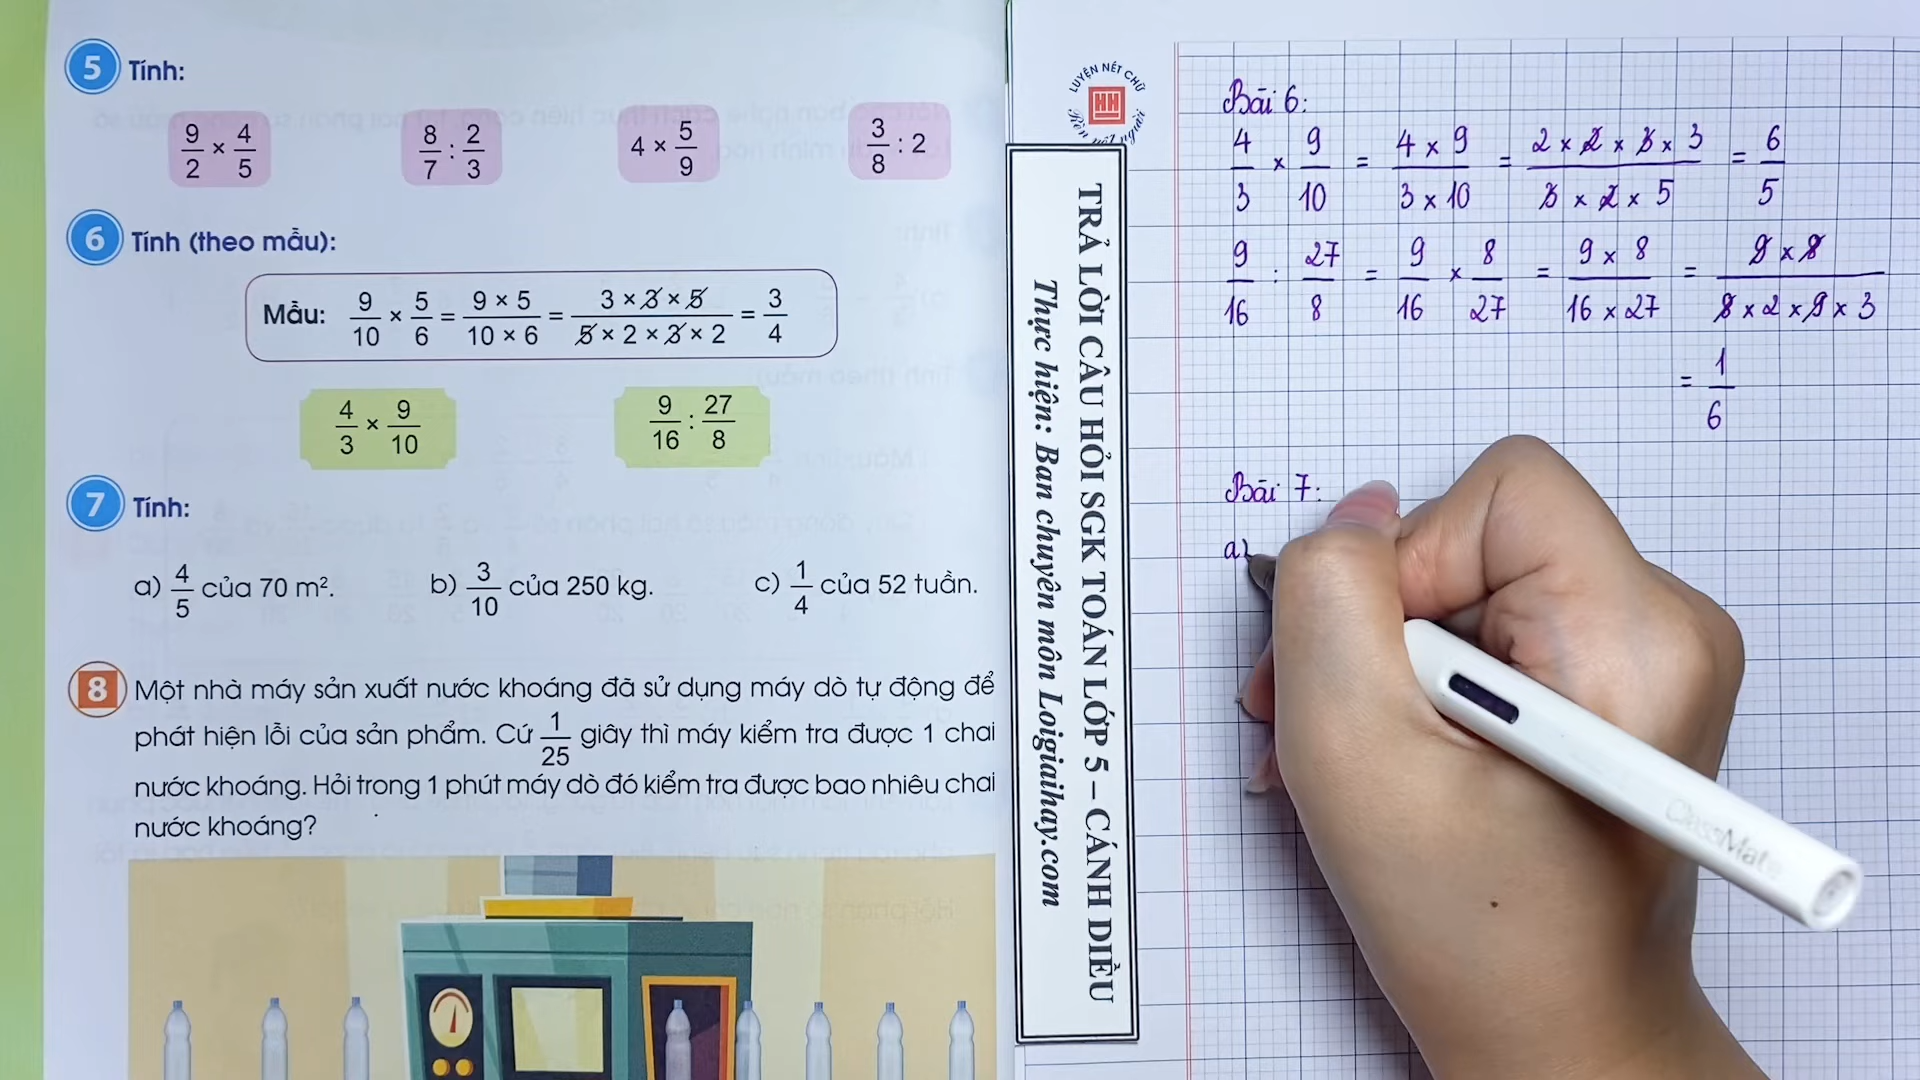 5 Tính:
9/2 × 4/5    8/7 : 2/3    4 × 5/9    3/8 : 2
6 Tính (theo mẫu):
Mẫu: 9/10 × 5/6 = 9 × 5/10 × 6 = 3 × 3 × 5/5 × 2 × 3 × 2 = 3/4
4/3 × 9/10    9/16 : 27/8
7 Tính:
a) 4/5 của 70 m².    b) 3/10 của 250 kg.    c) 1/4 của 52 tuần.
8 Một nhà máy sản xuất nước khoáng đã sử dụng máy dò tự động để
phát hiện lỗi của sản phẩm. Cứ 1/25 giây thì máy kiểm tra được 1 chai
nước khoáng. Hỏi trong 1 phút máy dò đó kiểm tra được bao nhiêu chai
nước khoáng?
LUYỆN NÉT CHỮ
HH
Rèn nết người
TRẢ LỜI CÂU HỎI SGK TOÁN LỚP 5 – CÁNH DIỀU
Thực hiện: Ban chuyên môn Loigiaihay.com
Bài 6:
4/3 × 9/10 = 4 × 9/3 × 10 = 2 × 2 × 3 × 3/3 × 2 × 5 = 6/5
9/16 : 27/8 = 9/16 × 8/27 = 9 × 8/16 × 27 = 9 × 8/8 × 2 × 9 × 3
= 1/6
Bài 7:
a)
ClassMate